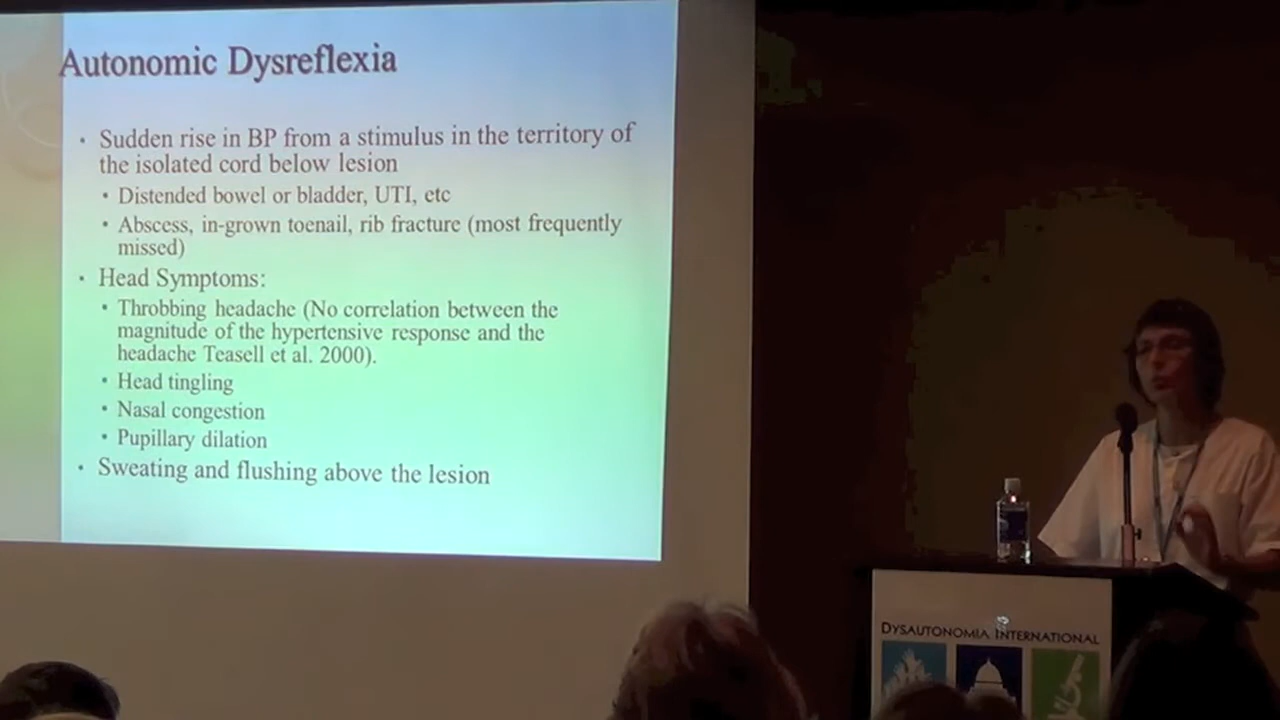 Autonomic Dysreflexia
• Sudden rise in BP from a stimulus in the territory of
the isolated cord below lesion
• Distended bowel or bladder, UTI, etc
• Abscess, in-grown toenail, rib fracture (most frequently
missed)
• Head Symptoms:
• Throbbing headache (No correlation between the
magnitude of the hypertensive response and the
headache Teasell et al. 2000).
• Head tingling
• Nasal congestion
• Pupillary dilation
• Sweating and flushing above the lesion
DYSAUTONOMIA INTERNATIONAL